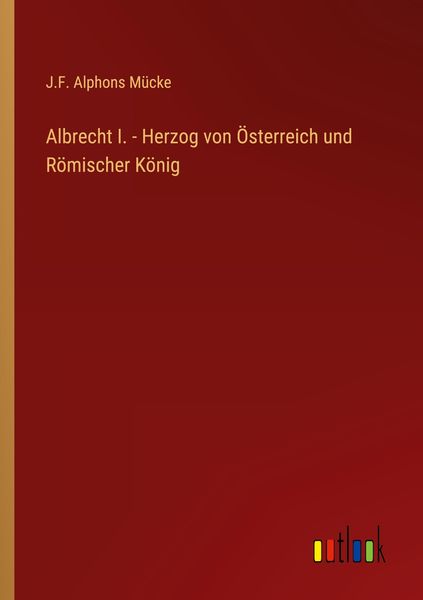 J.F. Alphons Mücke
Albrecht I. - Herzog von Österreich und
Römischer König
outlook